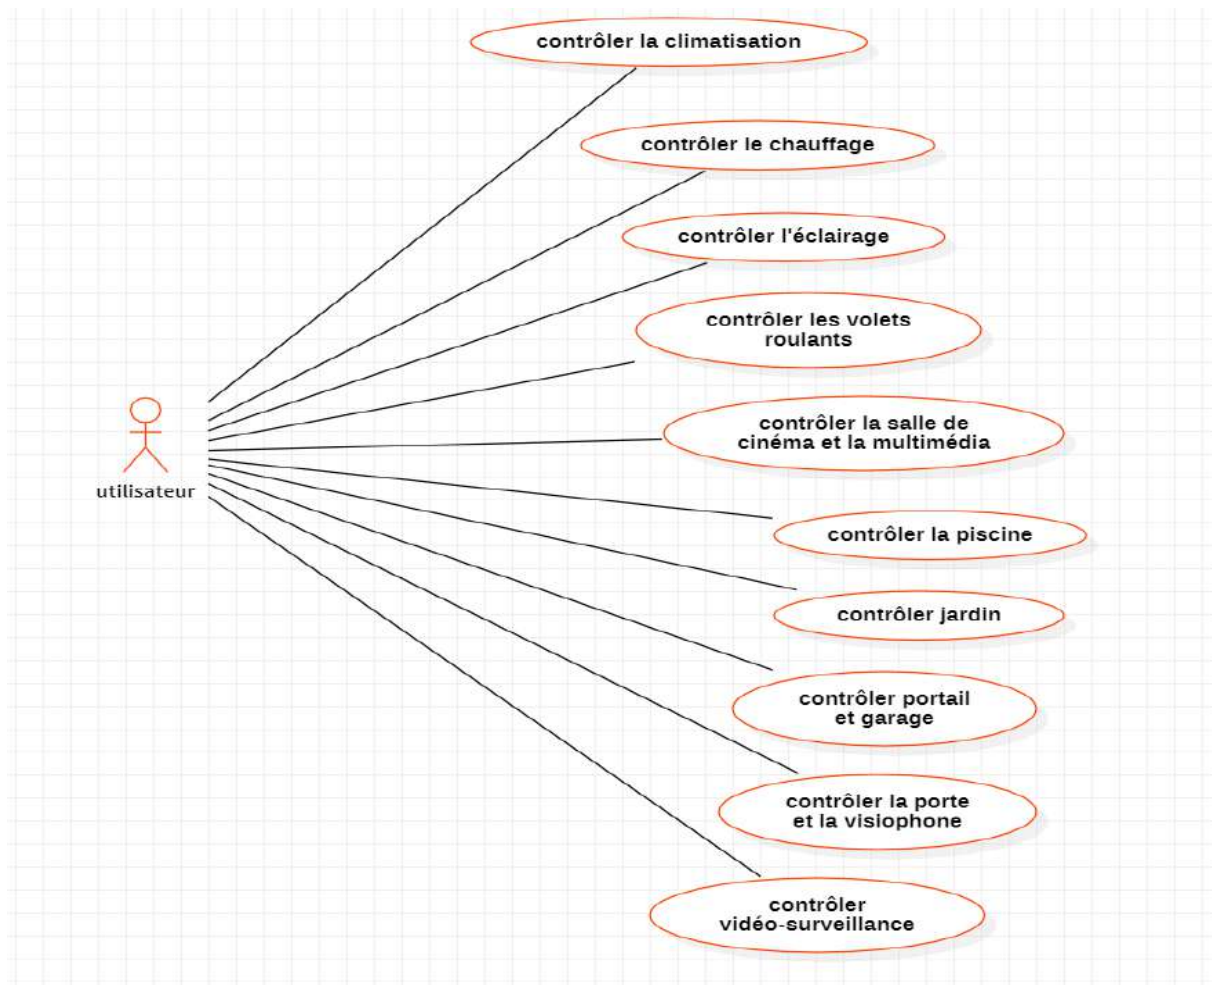 contrôler la climatisation
contrôler le chauffage
contrôler l'éclairage
contrôler les volets
roulants
contrôler la salle de
cinéma et la multimédia
utilisateur
contrôler la piscine
contrôler jardin
contrôler portail
et garage
contrôler la porte
et la visiophone
contrôler
vidéo-surveillance